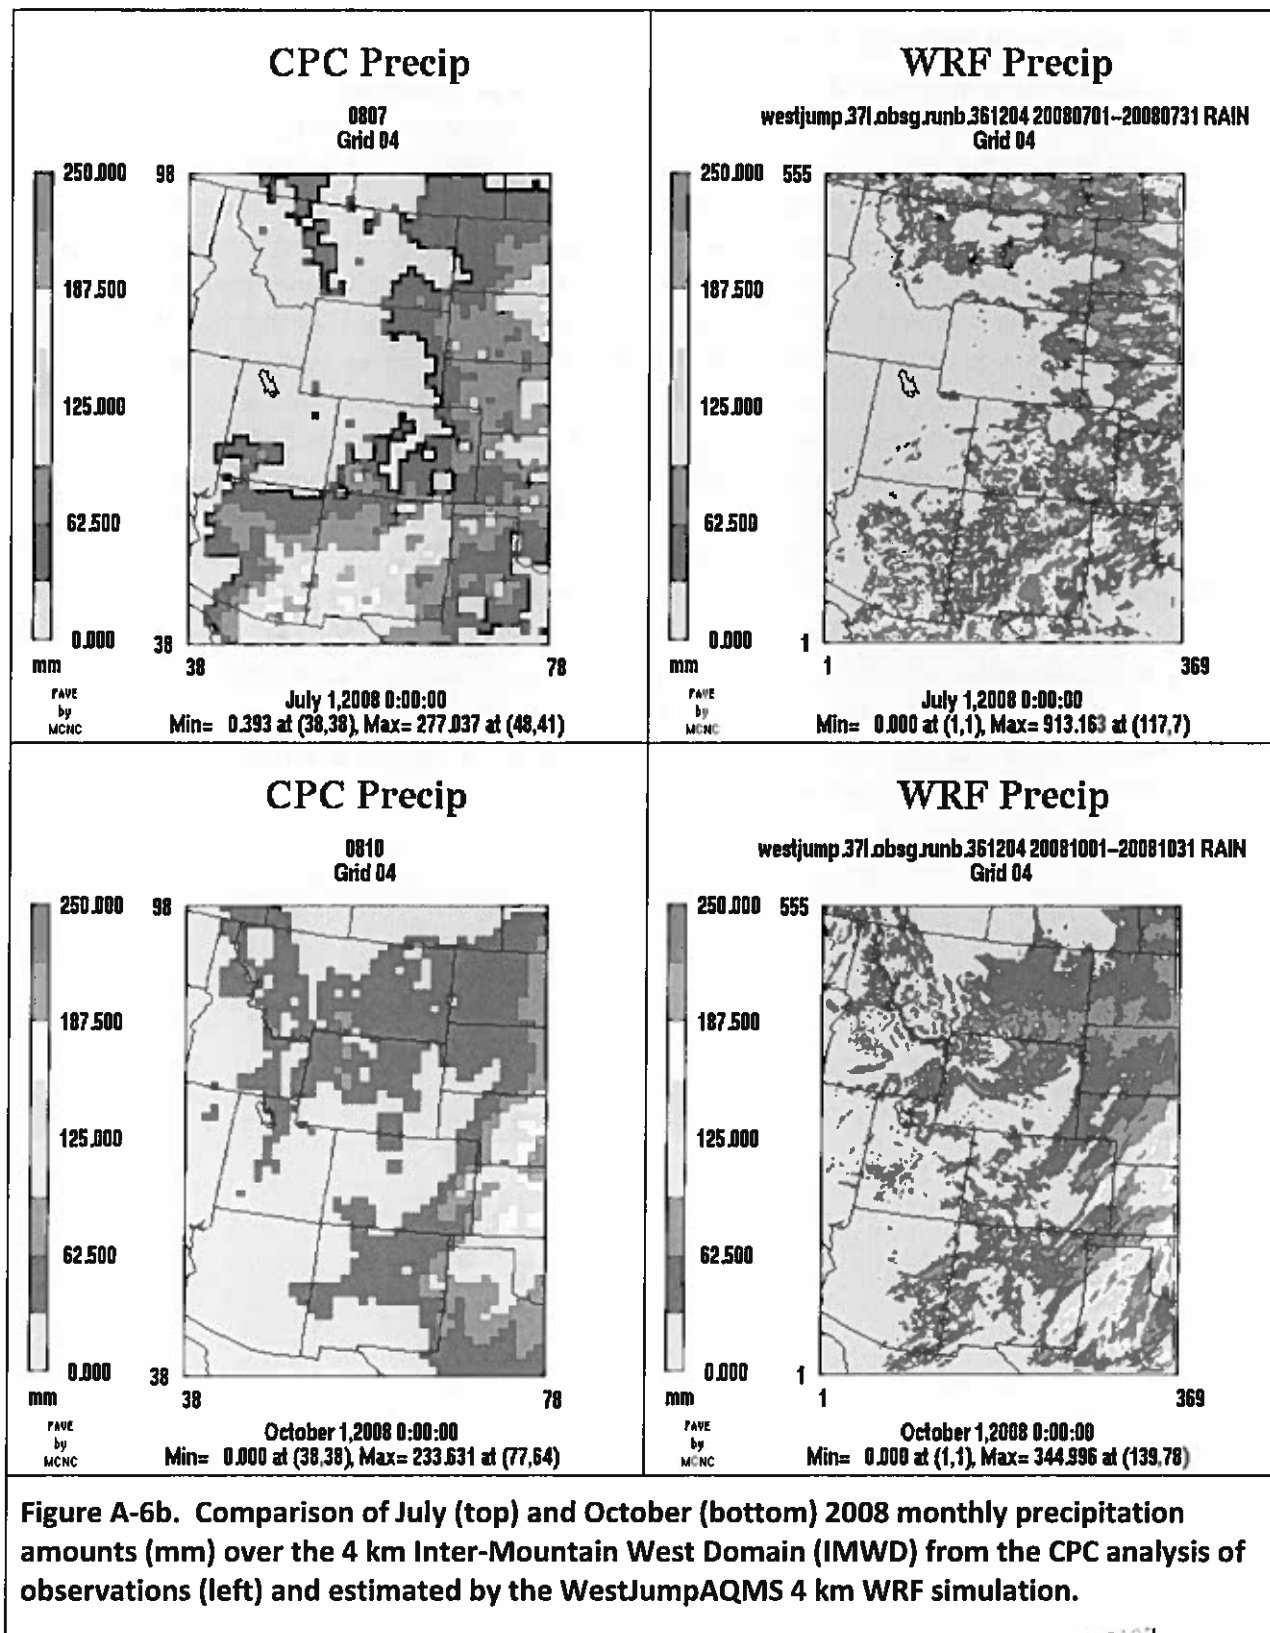 CPC Precip
0807
Grid 04
250.000
187.500
125.000
62.500
0.000
mm
98
38
38
78
PAVE
by
MCNC
July 1,2008 0:00:00
Min= 0.393 at (38,38), Max= 277.037 at (48,41)
WRF Precip
westjump.37l.obsg.runb.361204 20080701-20080731 RAIN
Grid 04
250.000
187.500
125.000
62.500
0.000
mm
555
1
1
369
PAVE
by
MCNC
July 1,2008 0:00:00
Min= 0.000 at (1,1), Max= 913.163 at (117,7)
CPC Precip
0810
Grid 04
250.000
187.500
125.000
62.500
0.000
mm
98
38
38
78
PAVE
by
MCNC
October 1,2008 0:00:00
Min= 0.000 at (38,38), Max= 233.631 at (77,64)
WRF Precip
westjump.37l.obsg.runb.361204 20081001-20081031 RAIN
Grid 04
250.000
187.500
125.000
62.500
0.000
mm
555
1
1
369
PAVE
by
MCNC
October 1,2008 0:00:00
Min= 0.000 at (1,1), Max= 344.996 at (139,78)
Figure A-6b. Comparison of July (top) and October (bottom) 2008 monthly precipitation
amounts (mm) over the 4 km Inter-Mountain West Domain (IMWD) from the CPC analysis of
observations (left) and estimated by the WestJumpAQMS 4 km WRF simulation.